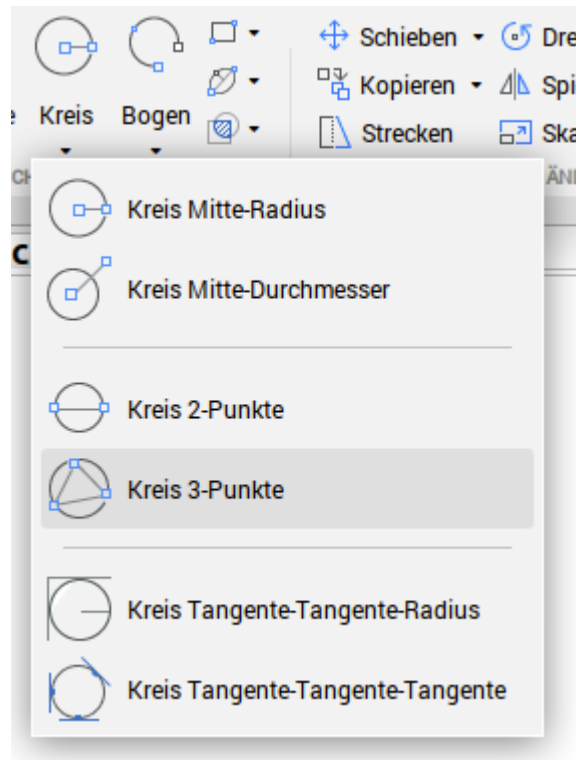 Schieben
Kreis Bogen Kopieren
Strecken
Kreis Mitte-Radius
Kreis Mitte-Durchmesser
Kreis 2-Punkte
Kreis 3-Punkte
Kreis Tangente-Tangente-Radius
Kreis Tangente-Tangente-Tangente